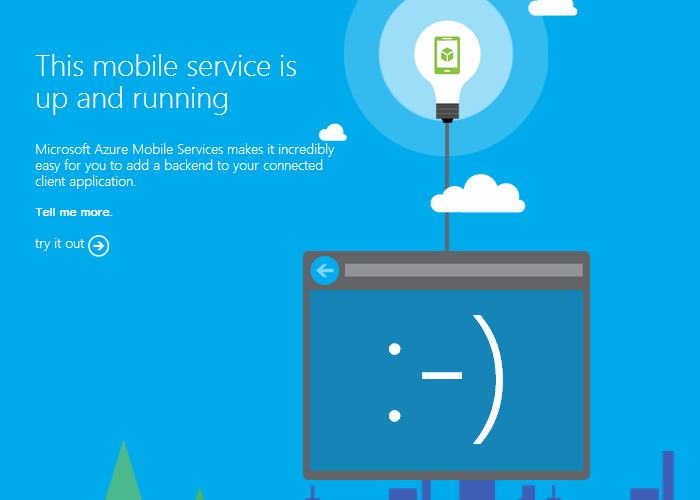 This mobile service is
up and running
Microsoft Azure Mobile Services makes it incredibly
easy for you to add a backend to your connected
client application.
Tell me more.
try it out
:-)